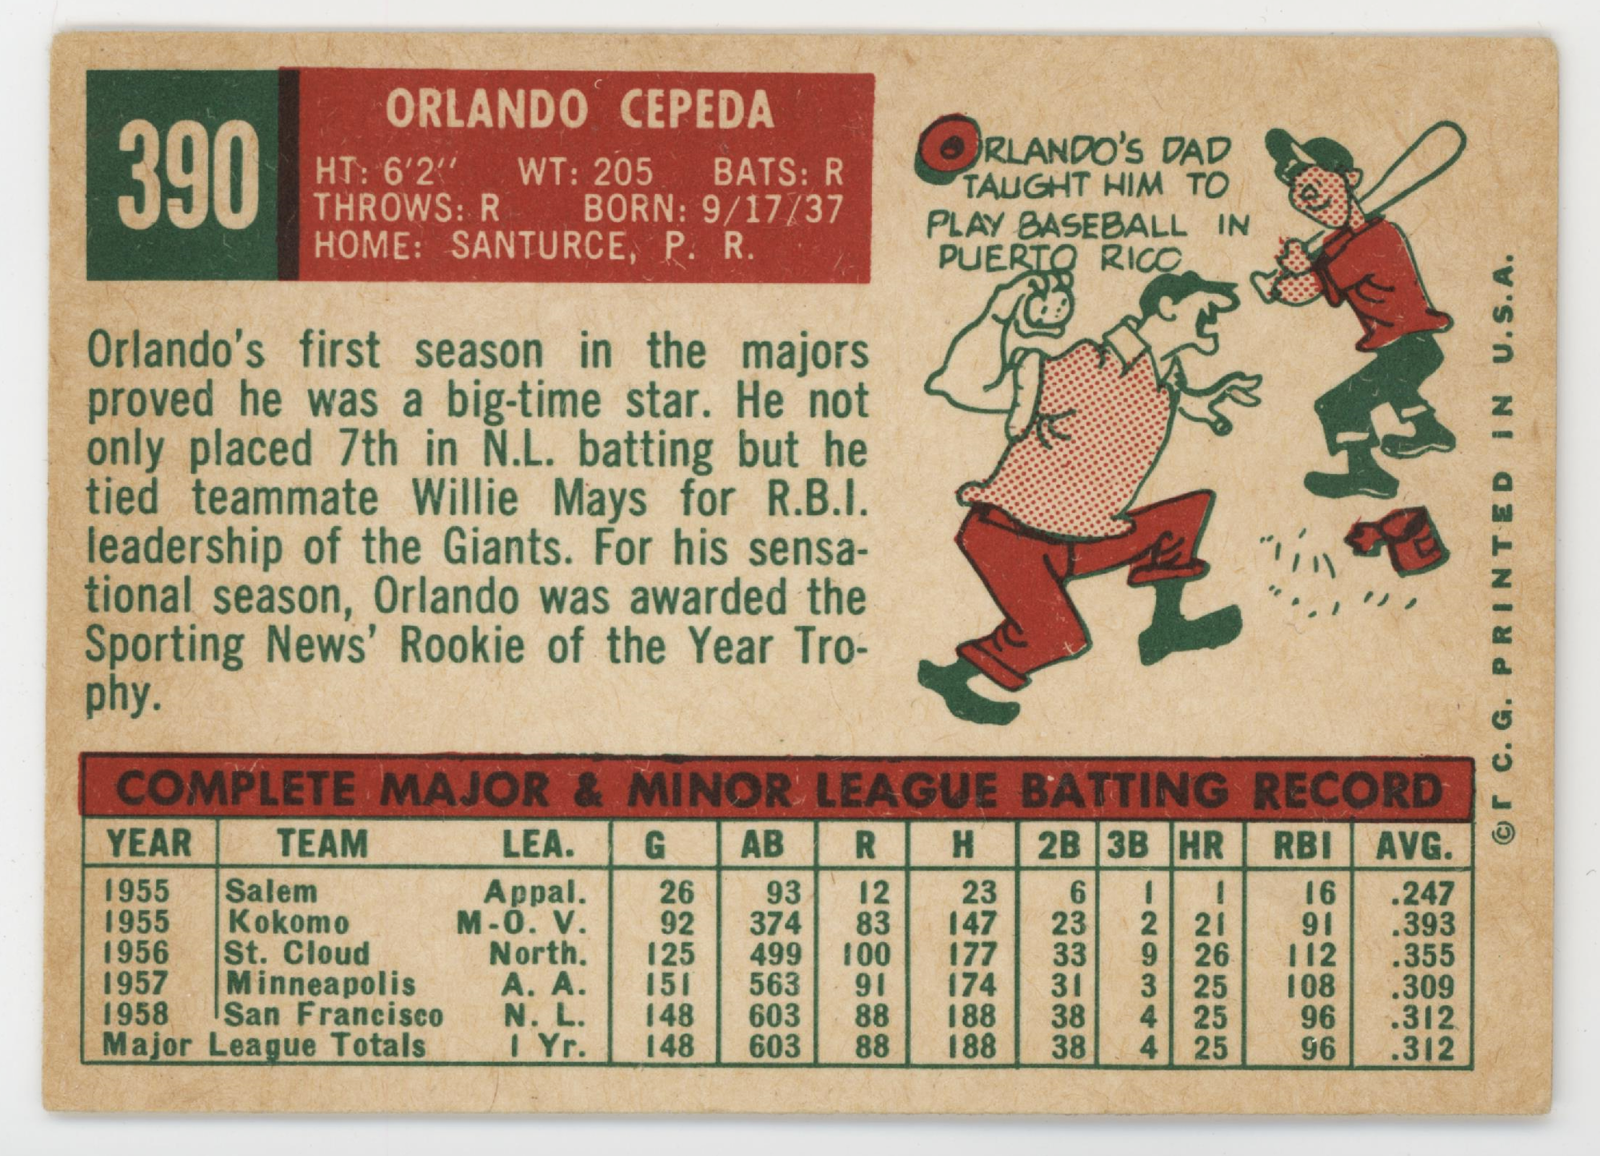 390
ORLANDO CEPEDA
HT: 6'2" WT: 205 BATS: R
THROWS: R BORN: 9/17/37
HOME: SANTURCE, P. R.
ORLANDO'S DAD
TAUGHT HIM TO
PLAY BASEBALL IN
PUERTO RICO
Orlando's first season in the majors
proved he was a big-time star. He not
only placed 7th in N.L. batting but he
tied teammate Willie Mays for R.B.I.
leadership of the Giants. For his sensa-
tional season, Orlando was awarded the
Sporting News' Rookie of the Year Tro-
phy.
COMPLETE MAJOR & MINOR LEAGUE BATTING RECORD
YEAR TEAM LEA. G AB R H 2B 3B HR RBI AVG.
1955 Salem Appal. 26 93 12 23 6 1 1 16 .247
1955 Kokomo M-O. V. 92 374 83 147 23 2 21 91 .393
1956 St. Cloud North. 125 499 100 177 33 9 26 112 .355
1957 Minneapolis A. A. 151 563 91 174 31 3 25 108 .309
1958 San Francisco N. L. 148 603 88 188 38 4 25 96 .312
Major League Totals 1 Yr. 148 603 88 188 38 4 25 96 .312
© T. C. G. PRINTED IN U.S.A.